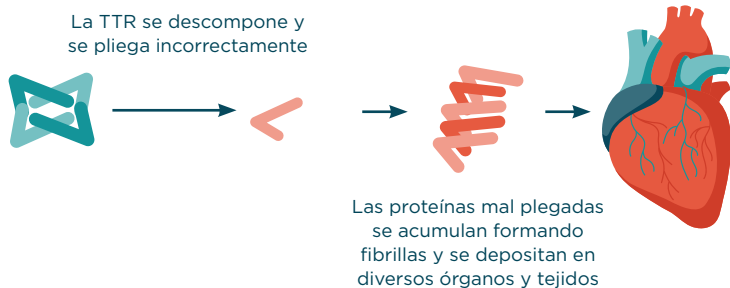 La TTR se descompone y
se pliega incorrectamente
Las proteínas mal plegadas
se acumulan formando
fibrillas y se depositan en
diversos órganos y tejidos